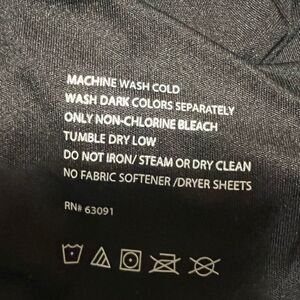 MACHINE WASH COLD
WASH DARK COLORS SEPARATELY
ONLY NON-CHLORINE BLEACH
TUMBLE DRY LOW
DO NOT IRON/ STEAM OR DRY CLEAN
NO FABRIC SOFTENER /DRYER SHEETS
RN# 63091